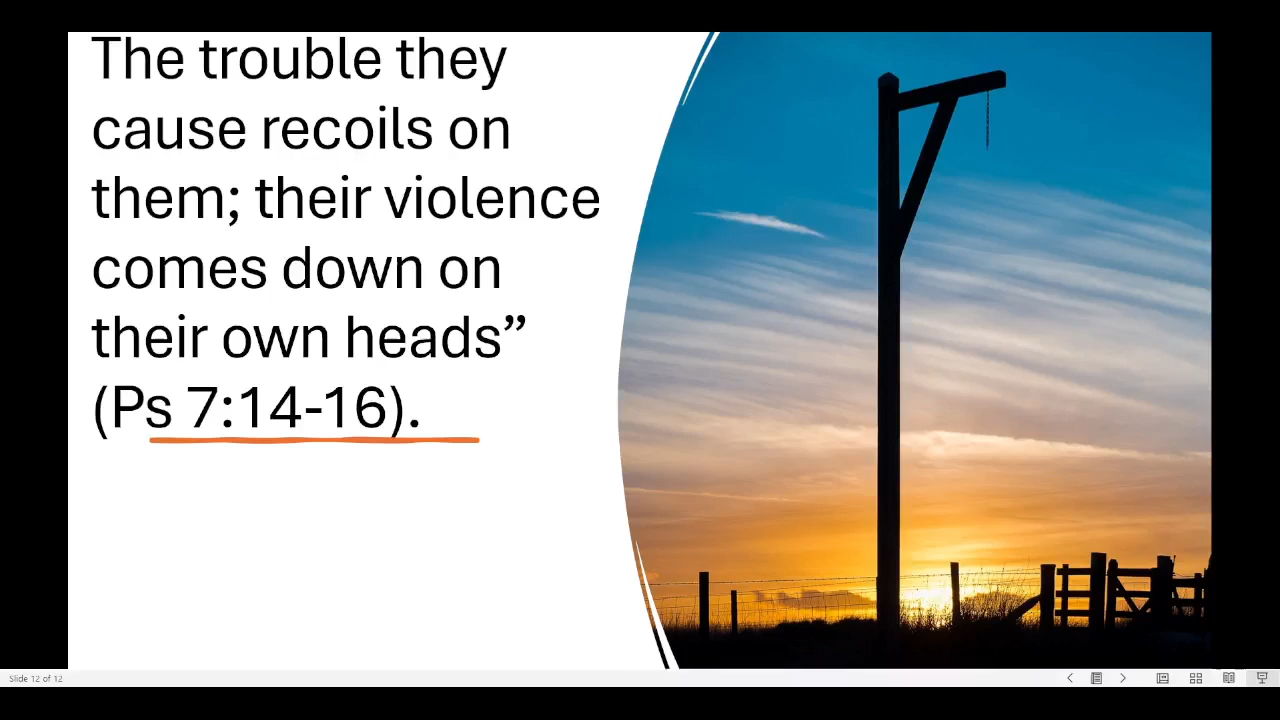 The trouble they
cause recoils on
them; their violence
comes down on
their own heads”
(Ps 7:14-16).
Slide 12 of 12